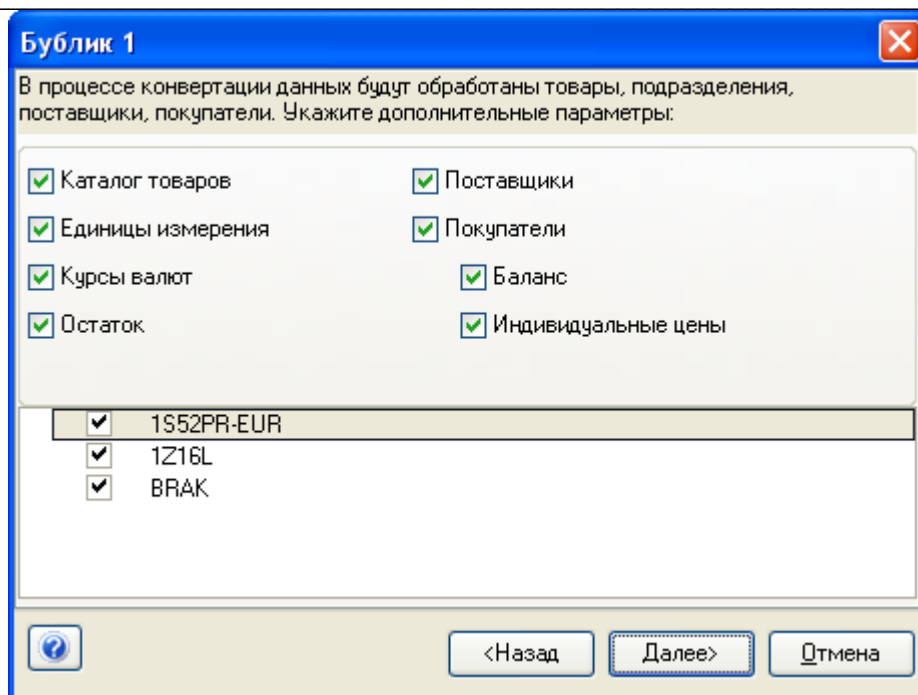 Бублик 1
В процессе конвертации данных будут обработаны товары, подразделения,
поставщики, покупатели. Укажите дополнительные параметры:
Каталог товаров
Поставщики
Единицы измерения
Покупатели
Курсы валют
Баланс
Остаток
Индивидуальные цены
1S52PR-EUR
1Z16L
BRAK
?
<Назад
Далее>
Отмена